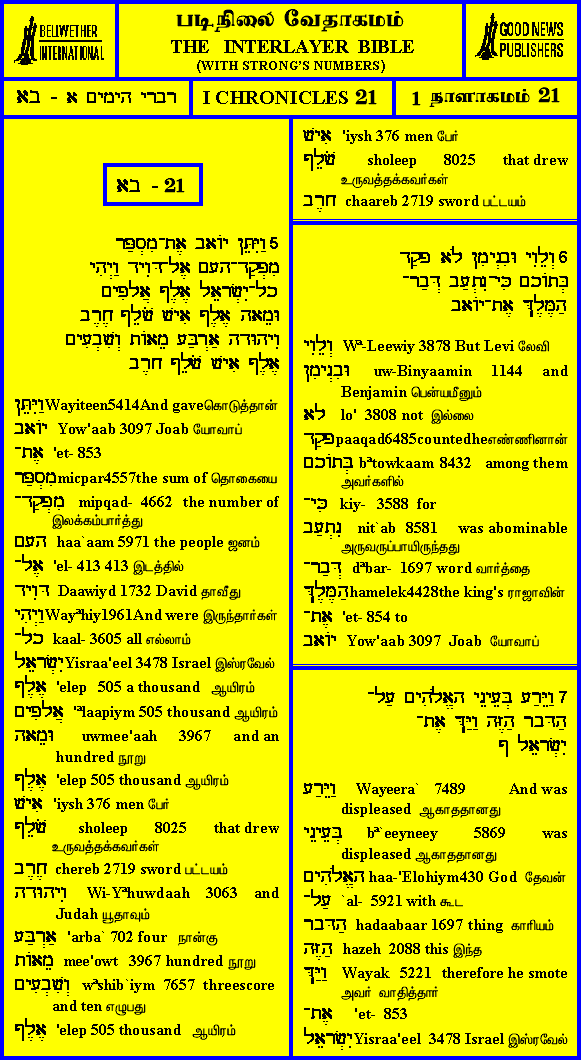 BELLWETHER
INTERNATIONAL
படிநிலை வேதாகமம்
THE INTERLAYER BIBLE
(WITH STRONG'S NUMBERS)
GOOD NEWS
PUBLISHERS
דברי הימים א - כא
I CHRONICLES 21
1 நாளாகமம் 21
כא - 21
5 וַיִּתֵּן יוֹאָב אֶת־מִסְפַּר
מִפְקַד־הָעָם אֶל־דָּוִיד וַיְהִי
כָל־יִשְׂרָאֵל אֶלֶף אֲלָפִים
וּמֵאָה אֶלֶף אִישׁ שֹׁלֵף חֶרֶב
וִיהוּדָה אַרְבַּע מֵאוֹת וְשִׁבְעִים
אֶלֶף אִישׁ שֹׁלֵף חרֶב
וַיִּתֵּן Wayiteen5414And gaveகொடுத்தான்
יוֹאָב Yow'aab 3097 Joab யோவாப்
אֶת־ 'et- 853
מִסְפַּר micpar4557the sum of தொகையை
מִפְקַד־ mipqad- 4662 the number of
இலக்கம்பார்த்து
הָעָם haa`aam 5971 the people ஜனம்
אֶל־ 'el- 413 413 இடத்தில்
דָּוִיד Daawiyd 1732 David தாவீது
וַיְהִי Wayªhiy1961And were இருந்தார்கள்
כָל־ kaal- 3605 all எல்லாம்
יִשְׂרָאֵל Yisraa'eel 3478 Israel இஸ்ரவேல்
אֶלֶף 'elep 505 a thousand ஆயிரம்
אֲלָפִים 'ªlaapiym 505 thousand ஆயிரம்
וּמֵאָה uwmee'aah 3967 and an
hundred நூறு
אֶלֶף 'elep 505 thousand ஆயிரம்
אִישׁ 'iysh 376 men பேர்
שֹׁלֵף sholeep 8025 that drew
உருவத்தக்கவர்கள்
חֶרֶב chereb 2719 sword பட்டயம்
וִיהוּדָה Wi-Yªhuwdaah 3063 and
Judah யூதாவும்
אַרְבַּע 'arba` 702 four நான்கு
מֵאוֹת mee'owt 3967 hundred நூறு
וְשִׁבְעִים wªshib`iym 7657 threescore
and ten எழுபது
אֶלֶף 'elep 505 thousand ஆயிரம்
אִישׁ 'iysh 376 men பேர்
שֹׁלֵף sholeep 8025 that drew
உருவத்தக்கவர்கள்
חרֶב chaareb 2719 sword பட்டயம்
6 וְלֵוִי וּבִנְיָמִן לֹא פָקַד
בְּתוֹכָם כִּי־נִתְעַב דְּבַר־
הַמֶּלֶךְ אֶת־יוֹאָב
וְלֵוִי Wª-Leewiy 3878 But Levi லேவி
וּבִנְיָמִן uw-Binyaamin 1144 and
Benjamin பென்யமீனும்
לֹא lo' 3808 not இல்லை
פָקַד paaqad6485countedheஎண்ணினான்
בְּתוֹכָם bªtowkaam 8432 among them
அவர்களில்
כִּי־ kiy- 3588 for
נִתְעַב nit`ab 8581 was abominable
அருவருப்பாயிருந்தது
דְּבַר־ dªbar- 1697 word வார்த்தை
הַמֶּלֶךְ hamelek4428the king's ராஜாவின்
אֶת־ 'et- 854 to
יוֹאָב Yow'aab 3097 Joab யோவாப்
7 וַיֵּרַע בְּעֵינֵי הָאֱלֹהִים עַל־
הַדָּבָר הַזֶּה וַיַּךְ אֶת־
יִשְׂרָאֵל פ
וַיֵּרַע Wayeera` 7489 And was
displeased ஆகாததானது
בְּעֵינֵי bª`eeyneey 5869 was
displeased ஆகாததானது
הָאֱלֹהִים haa-'Elohiym430 God தேவன்
עַל־ `al- 5921 with கூட
הַדָּבָר hadaabaar 1697 thing காரியம்
הַזֶּה hazeh 2088 this இந்த
וַיַּךְ Wayak 5221 therefore he smote
அவர் வாதித்தார்
אֶת־ 'et- 853
יִשְׂרָאֵל Yisraa'eel 3478 Israel இஸ்ரவேல்